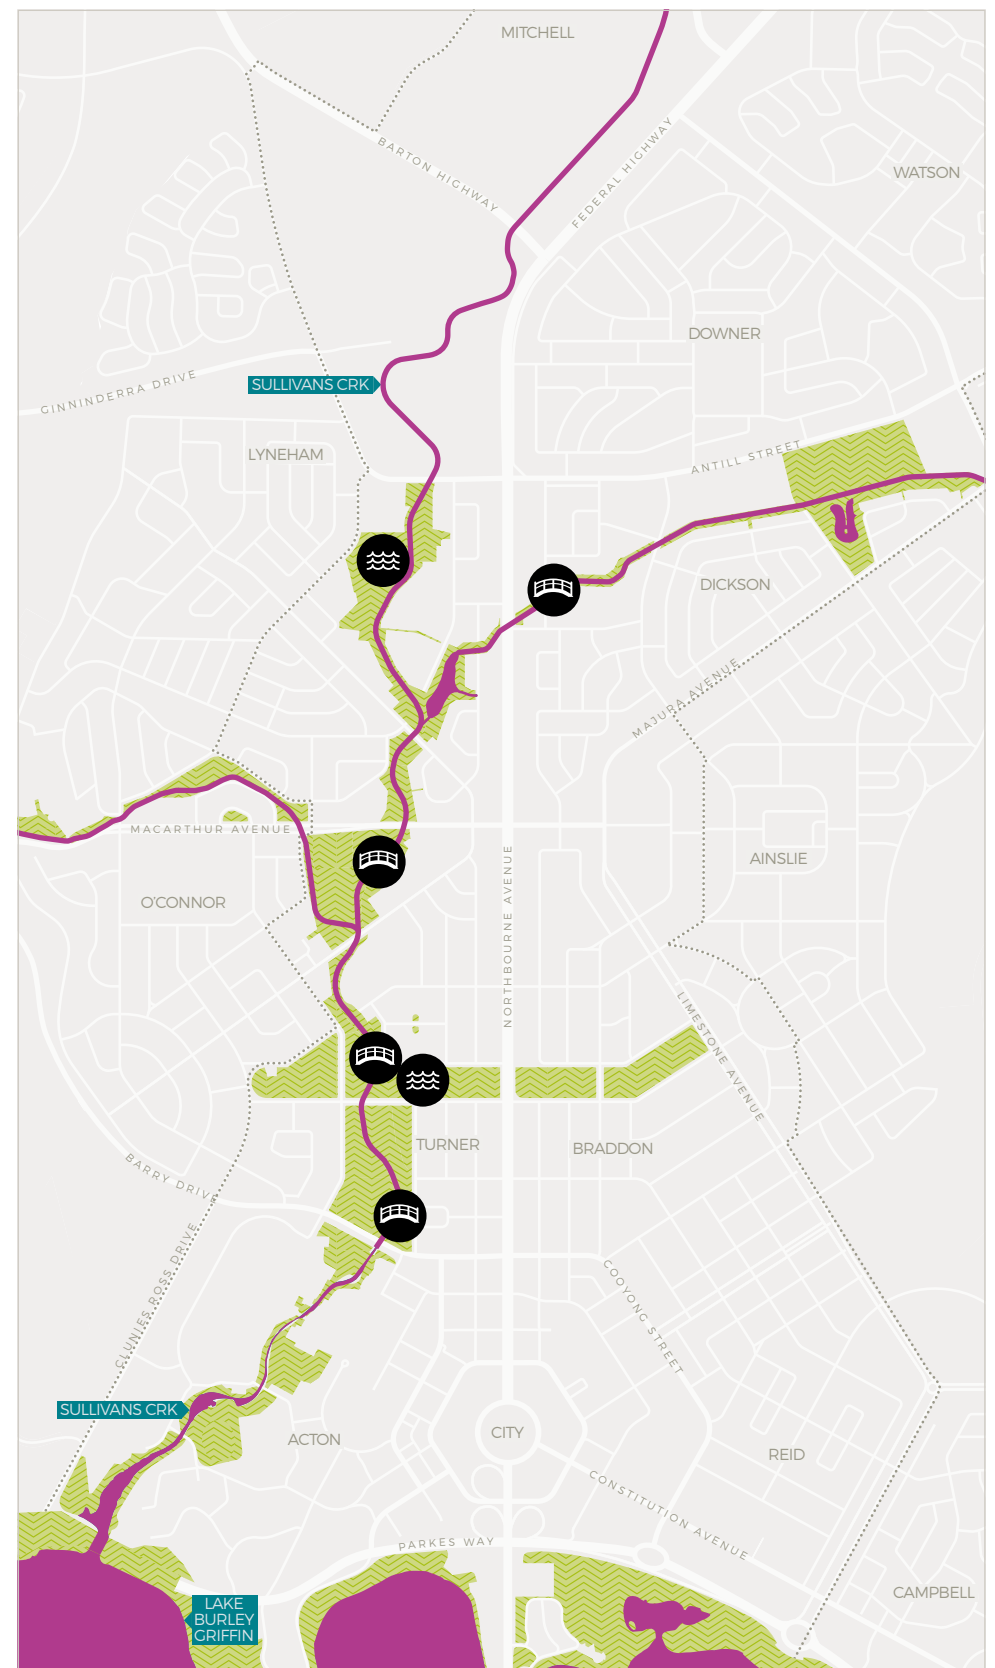 MITCHELL
BARTON HIGHWAY
FEDERAL HIGHWAY
WATSON
DOWNER
SULLIVANS CRK
GINNINDERRA DRIVE
LYNEHAM
ANTILL STREET
DICKSON
MAJURA AVENUE
MACARTHUR AVENUE
AINSLIE
O'CONNOR
NORTHBOURNE AVENUE
LIMESTONE AVENUE
TURNER
BRADDON
BARRY DRIVE
CLUNIES ROSS DRIVE
COOYONG STREET
SULLIVANS CRK
ACTON
CITY
REID
CONSTITUTION AVENUE
PARKES WAY
CAMPBELL
LAKE
BURLEY
GRIFFIN